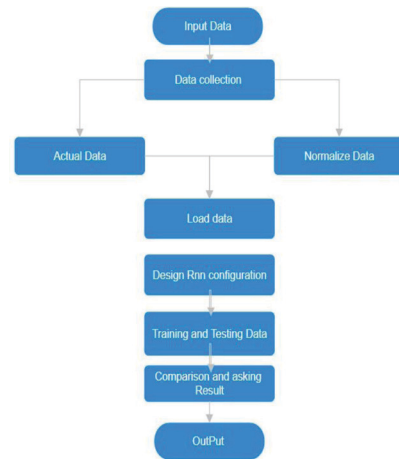 Input Data
Data collection
Actual Data
Normalize Data
Load data
Design Rnn configuration
Training and Testing Data
Comparison and asking
Result
OutPut